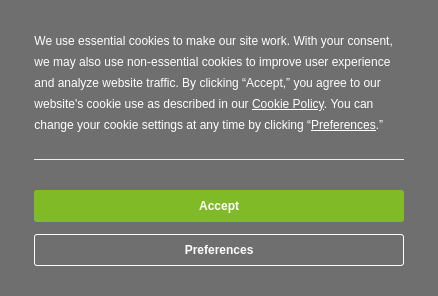 We use essential cookies to make our site work. With your consent,
we may also use non-essential cookies to improve user experience
and analyze website traffic. By clicking “Accept,” you agree to our
website's cookie use as described in our Cookie Policy. You can
change your cookie settings at any time by clicking “Preferences.”
Accept
Preferences